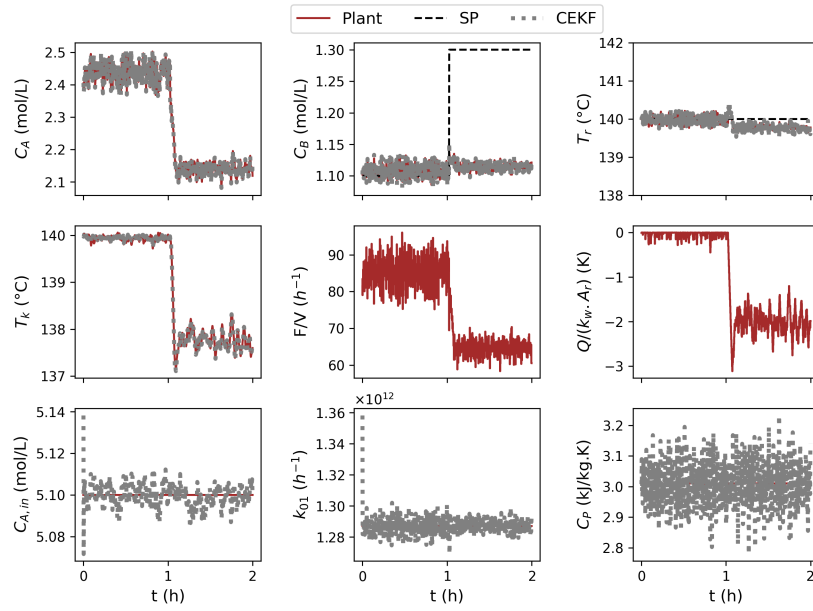 Plant SP CEKF
2.5
2.4
2.3
2.2
2.1
C_A (mol/L)
1.30
1.25
1.20
1.15
1.10
C_B (mol/L)
142
141
140
139
138
T_r (°C)
140
139
138
137
T_k (°C)
90
80
70
60
F/V (h⁻¹)
0
−1
−2
−3
Q/(k_w.A_r) (K)
5.14
5.12
5.10
5.08
C_{A,in} (mol/L)
0 1 2
t (h)
×10¹²
1.36
1.34
1.32
1.30
1.28
k_{01} (h⁻¹)
0 1 2
t (h)
3.2
3.1
3.0
2.9
2.8
C_P (kJ/kg.K)
0 1 2
t (h)